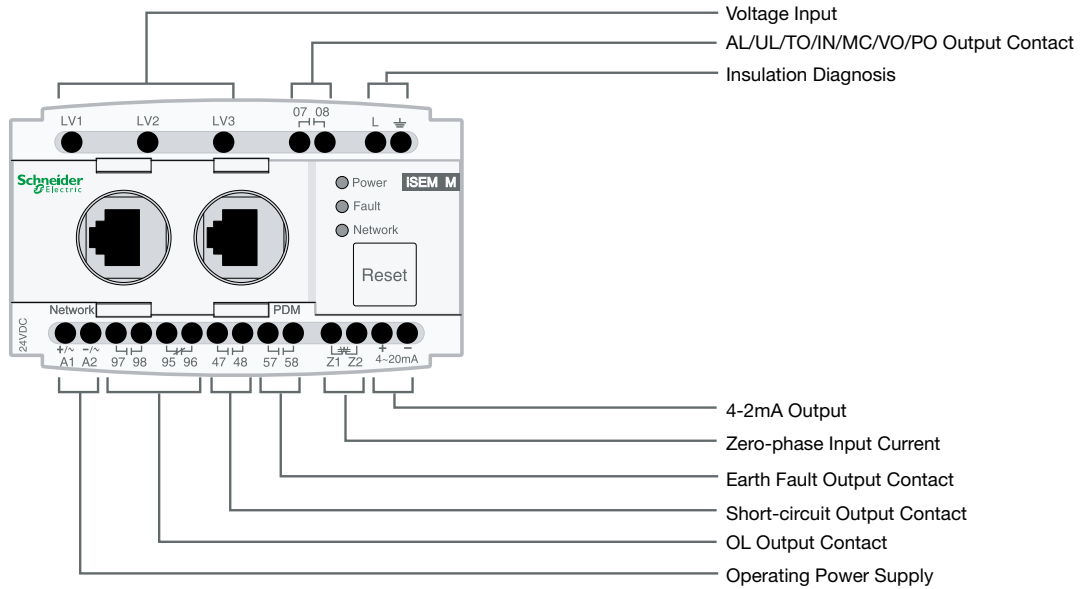 Voltage Input
AL/UL/TO/IN/MC/VO/PO Output Contact
Insulation Diagnosis
07 08
LV1 LV2 LV3 L
Schneider
Electric
Power iSEM M
Fault
Network
Reset
Network PDM
24VDC
+/~ −/~ + −
A1 A2 97 98 95 96 47 48 57 58 Z1 Z2 4~20mA
4-2mA Output
Zero-phase Input Current
Earth Fault Output Contact
Short-circuit Output Contact
OL Output Contact
Operating Power Supply